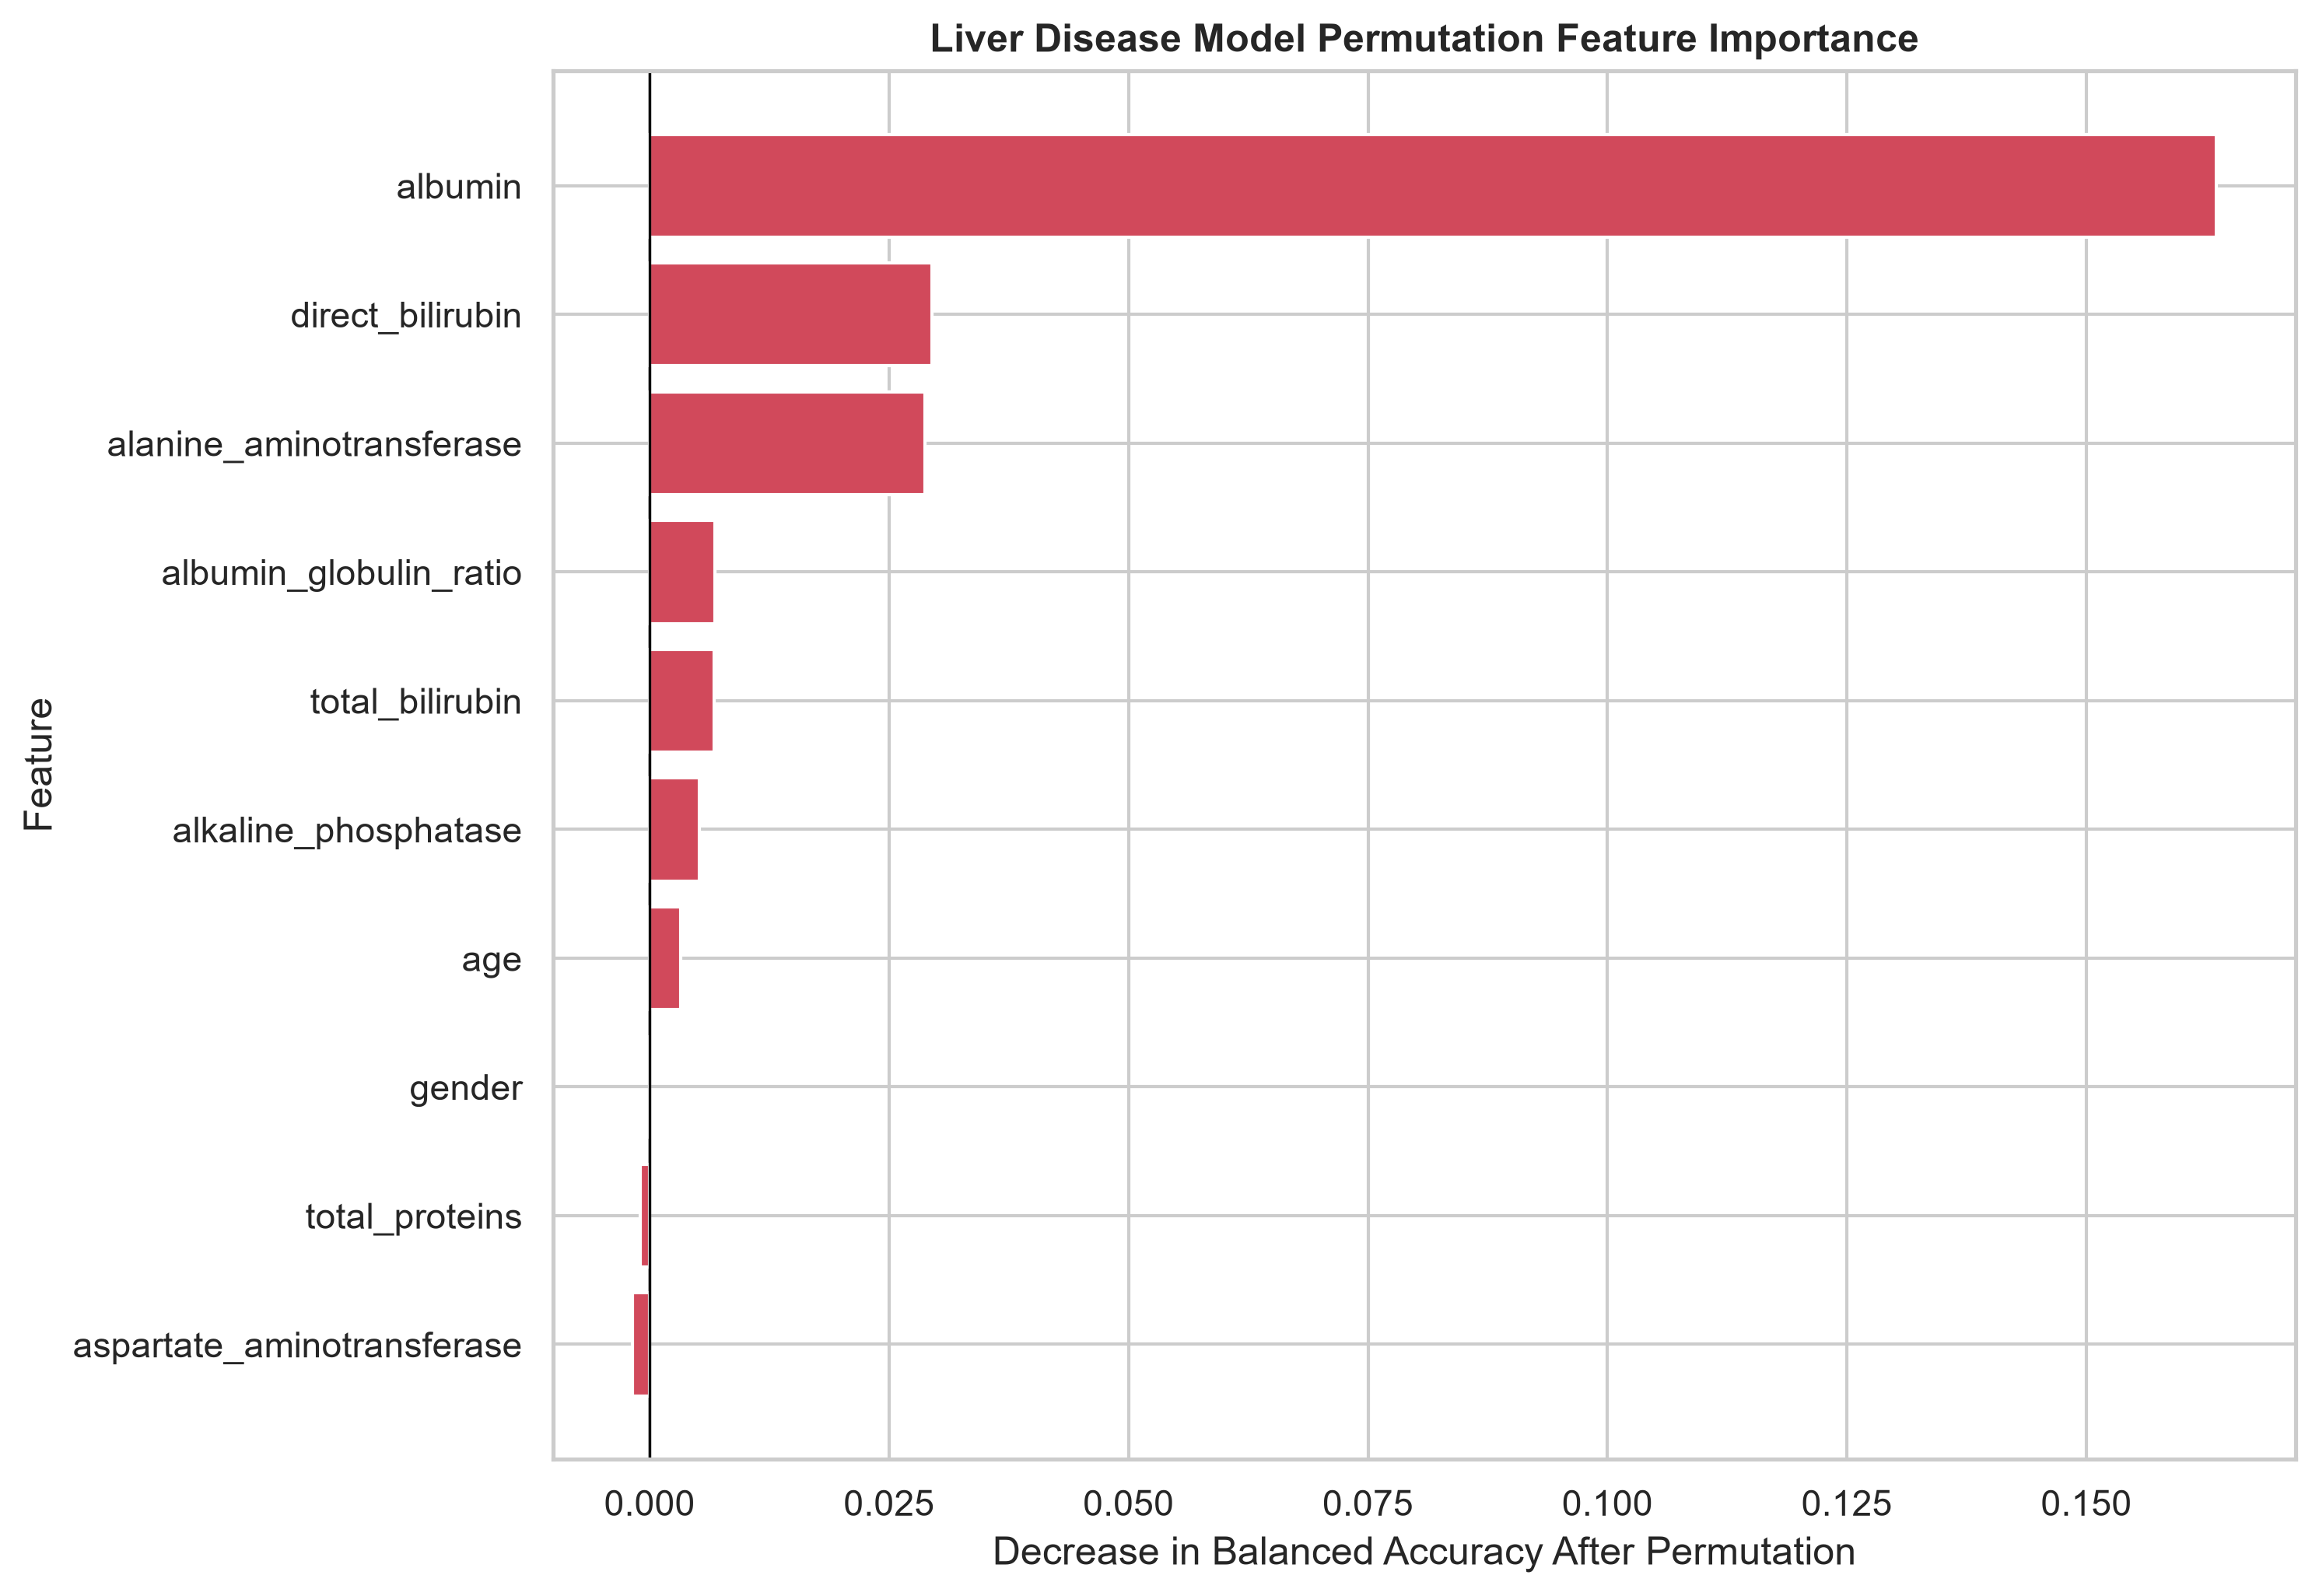 Liver Disease Model Permutation Feature Importance
Feature
albumin
direct_bilirubin
alanine_aminotransferase
albumin_globulin_ratio
total_bilirubin
alkaline_phosphatase
age
gender
total_proteins
aspartate_aminotransferase
0.000 0.025 0.050 0.075 0.100 0.125 0.150
Decrease in Balanced Accuracy After Permutation